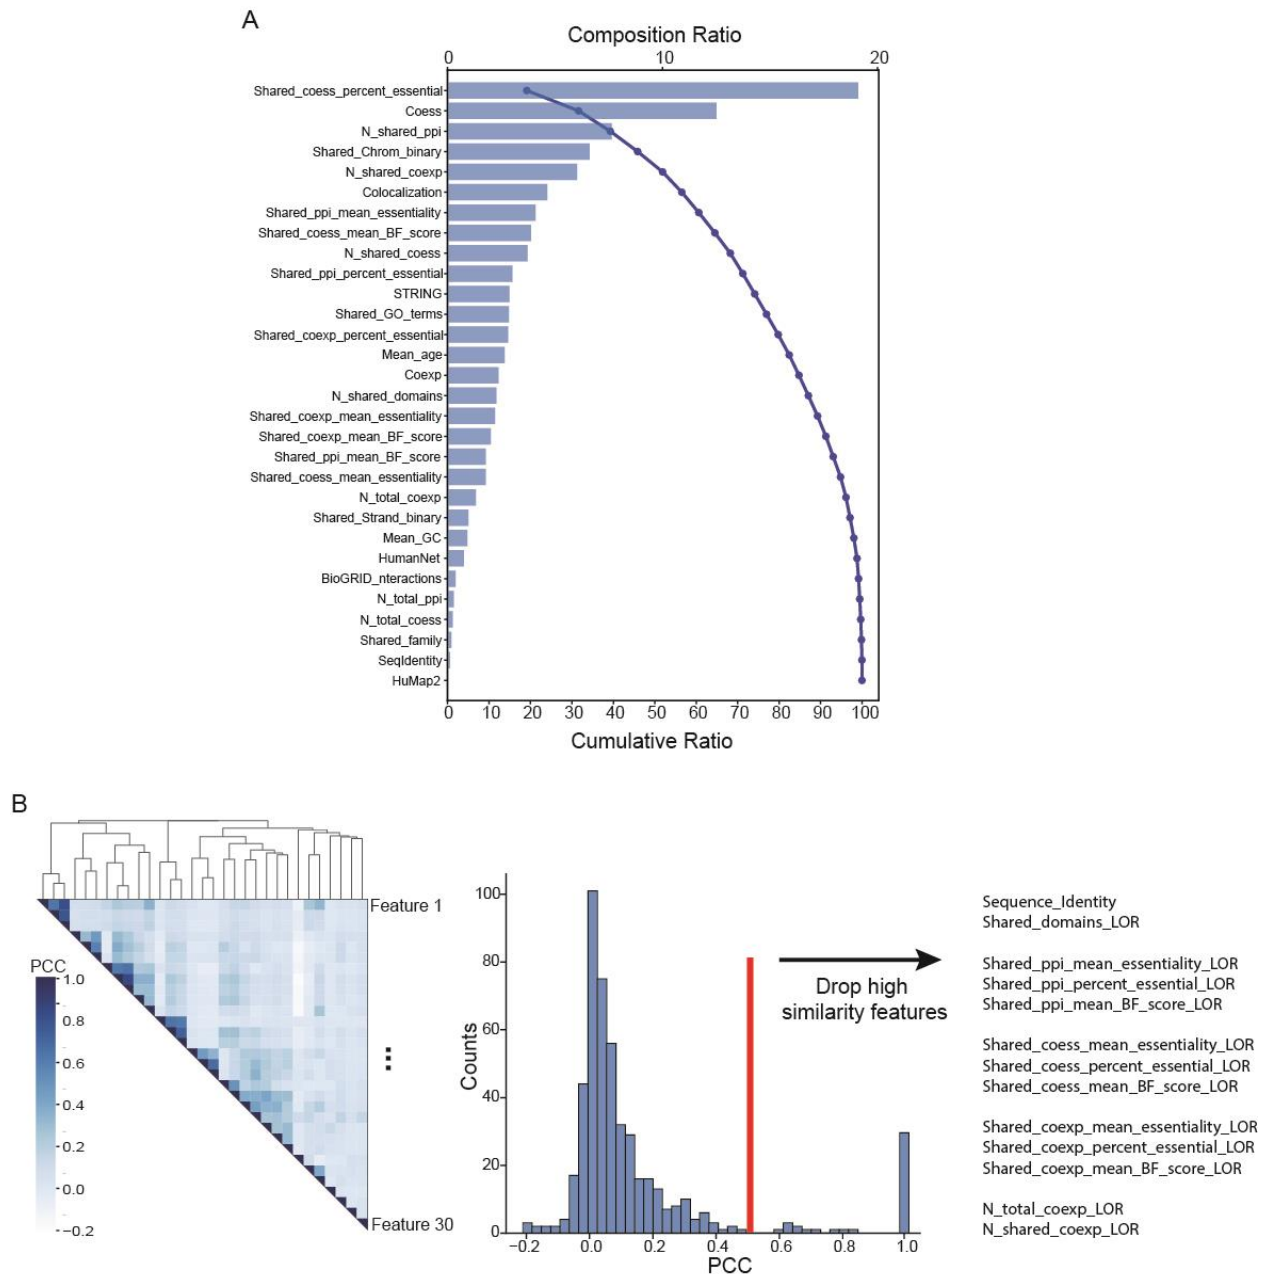 A
Composition Ratio
0 10 20
Shared_coess_percent_essential
Coess
N_shared_ppi
Shared_Chrom_binary
N_shared_coexp
Colocalization
Shared_ppi_mean_essentiality
Shared_coess_mean_BF_score
N_shared_coess
Shared_ppi_percent_essential
STRING
Shared_GO_terms
Shared_coexp_percent_essential
Mean_age
Coexp
N_shared_domains
Shared_coexp_mean_essentiality
Shared_coexp_mean_BF_score
Shared_ppi_mean_BF_score
Shared_coess_mean_essentiality
N_total_coexp
Shared_Strand_binary
Mean_GC
HumanNet
BioGRID_nteractions
N_total_ppi
N_total_coess
Shared_family
SeqIdentity
HuMap2
0 10 20 30 40 50 60 70 80 90 100
Cumulative Ratio
B
Feature 1
Feature 30
PCC
1.0
0.8
0.6
0.4
0.2
0.0
−0.2
Counts
100
80
60
40
20
0
−0.2 0.0 0.2 0.4 0.6 0.8 1.0
PCC
Drop high
similarity features
Sequence_Identity
Shared_domains_LOR
Shared_ppi_mean_essentiality_LOR
Shared_ppi_percent_essential_LOR
Shared_ppi_mean_BF_score_LOR
Shared_coess_mean_essentiality_LOR
Shared_coess_percent_essential_LOR
Shared_coess_mean_BF_score_LOR
Shared_coexp_mean_essentiality_LOR
Shared_coexp_percent_essential_LOR
Shared_coexp_mean_BF_score_LOR
N_total_coexp_LOR
N_shared_coexp_LOR